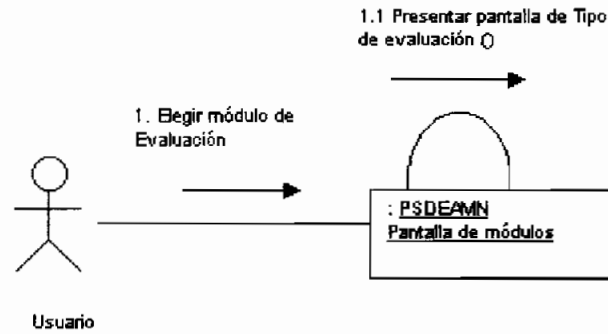 1.1 Presentar pantalla de Tipo
de evaluación ()
1. Elegir módulo de
Evaluación
: PSDEAMN
Pantalla de módulos
Usuario